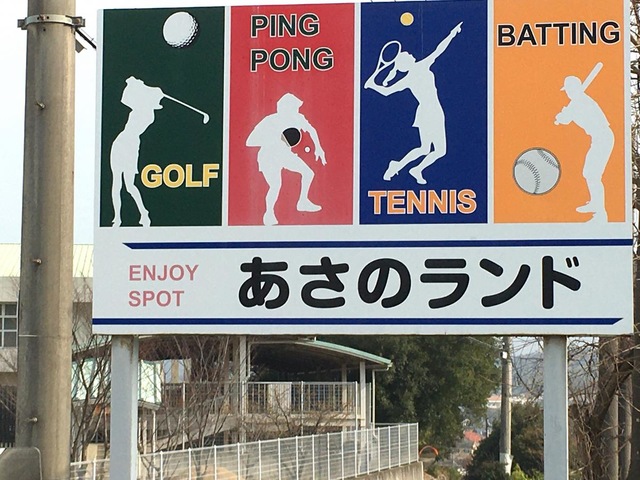 PING
PONG
BATTING
GOLF
TENNIS
ENJOY
SPOT
あさのランド